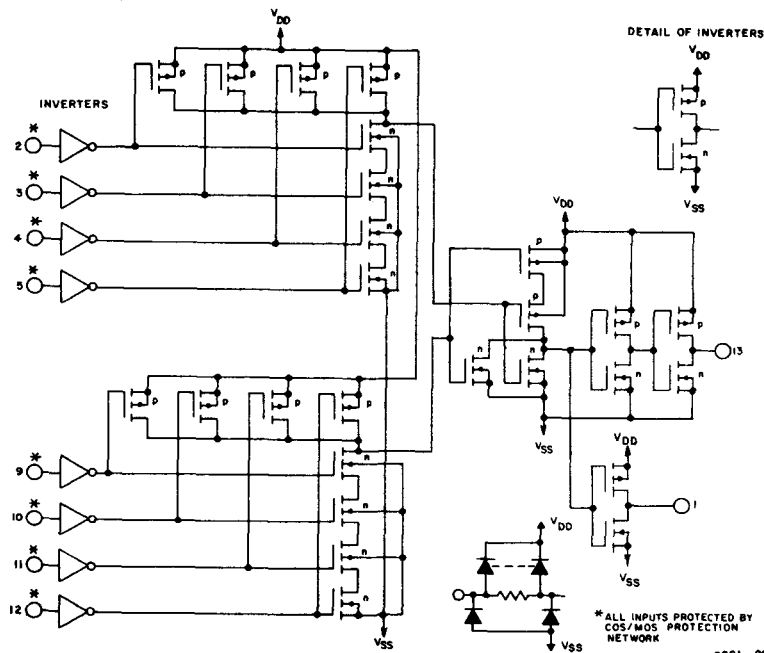 VDD
DETAIL OF INVERTERS
VDD
p
p
p
p
p
n
VSS
INVERTERS
*
2
*
3
*
4
*
5
n
n
n
n
VDD
p
p
n
n
p
p
n
n
13
VSS
p
p
p
p
*
9
*
10
*
11
*
12
n
n
n
n
VSS
VDD
1
VSS
VDD
VSS
*ALL INPUTS PROTECTED BY
COS/MOS PROTECTION
NETWORK